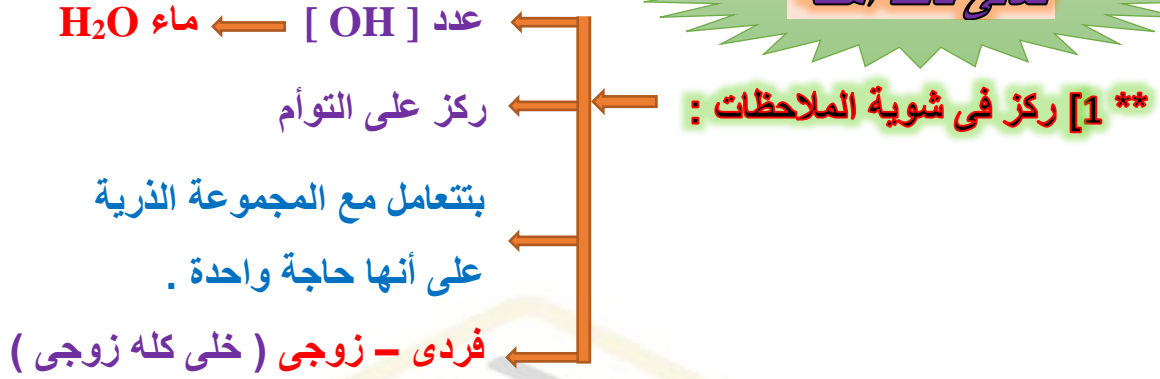 ** 1] ركز فى شوية الملاحظات :
عدد [ OH ] ماء H₂O
ركز على التوأم
بتتعامل مع المجموعة الذرية
على أنها حاجة واحدة .
فردى – زوجى ( خلى كله زوجى )